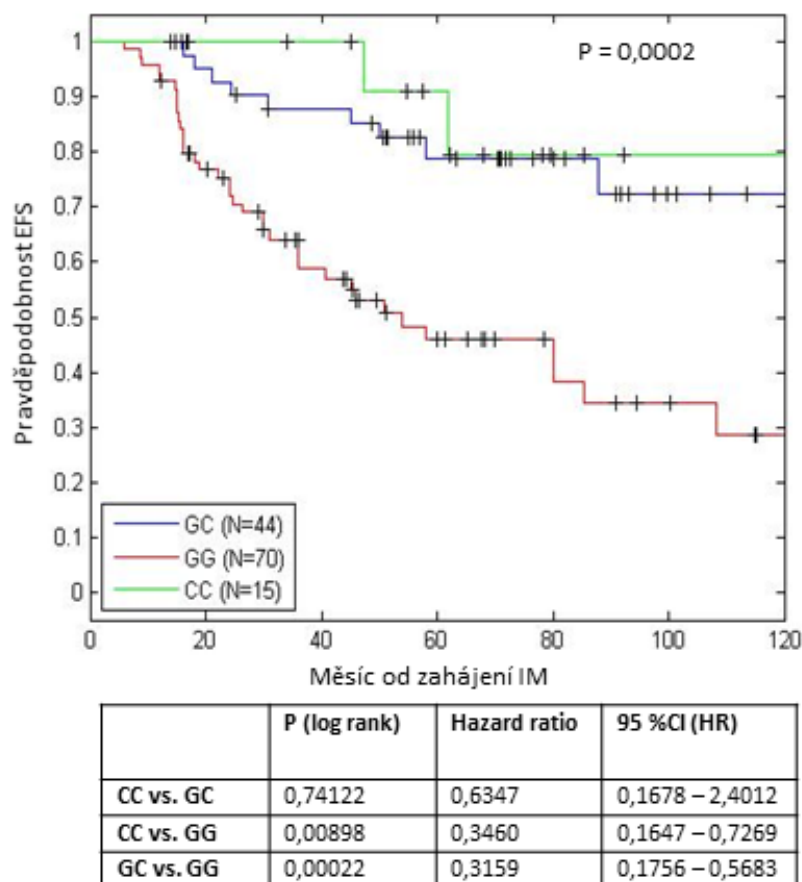 P = 0,0002
Pravděpodobnost EFS
1
0.9
0.8
0.7
0.6
0.5
0.4
0.3
0.2
0.1
0
GC (N=44)
GG (N=70)
CC (N=15)
0 20 40 60 80 100 120
Měsíc od zahájení IM
P (log rank) Hazard ratio 95 %CI (HR)
CC vs. GC 0,74122 0,6347 0,1678 – 2,4012
CC vs. GG 0,00898 0,3460 0,1647 – 0,7269
GC vs. GG 0,00022 0,3159 0,1756 – 0,5683